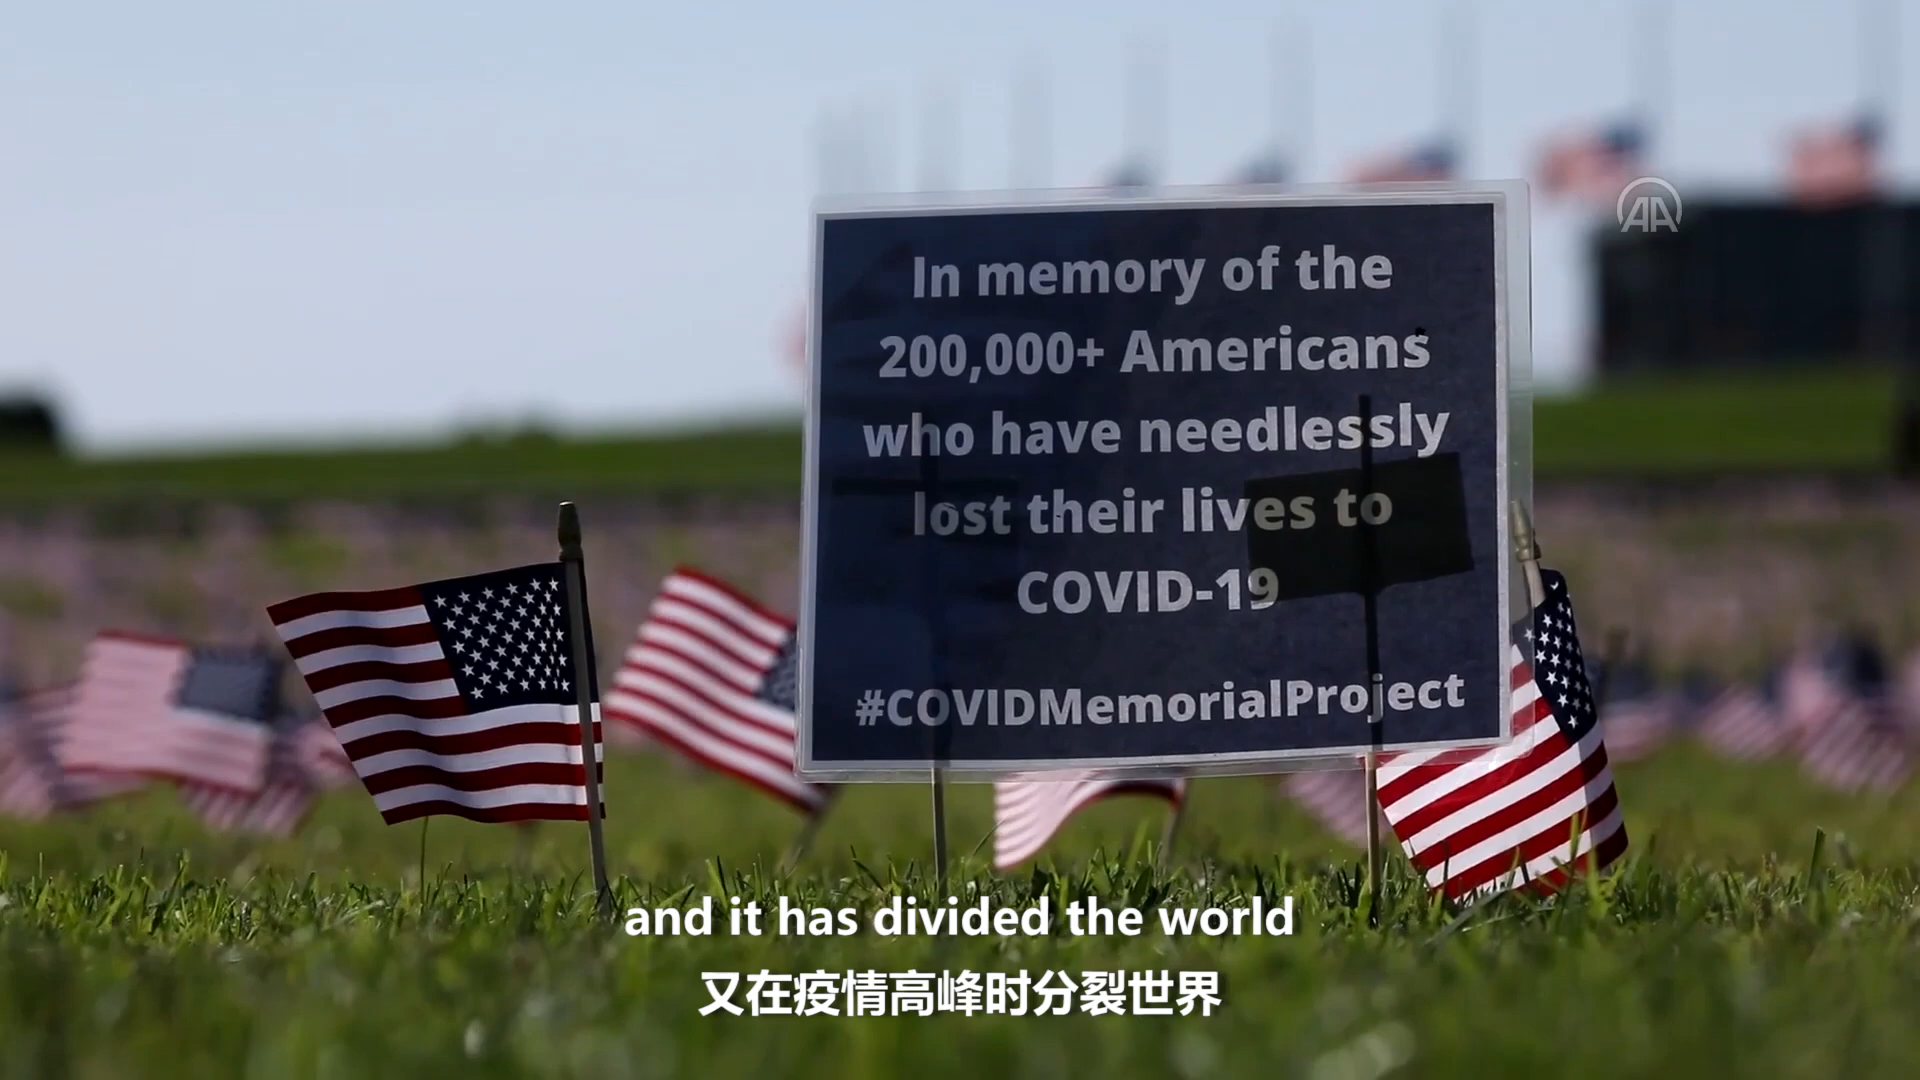 AA
In memory of the
200,000+ Americans
who have needlessly
lost their lives to
COVID-19
#COVIDMemorialProject
and it has divided the world
又在疫情高峰时分裂世界